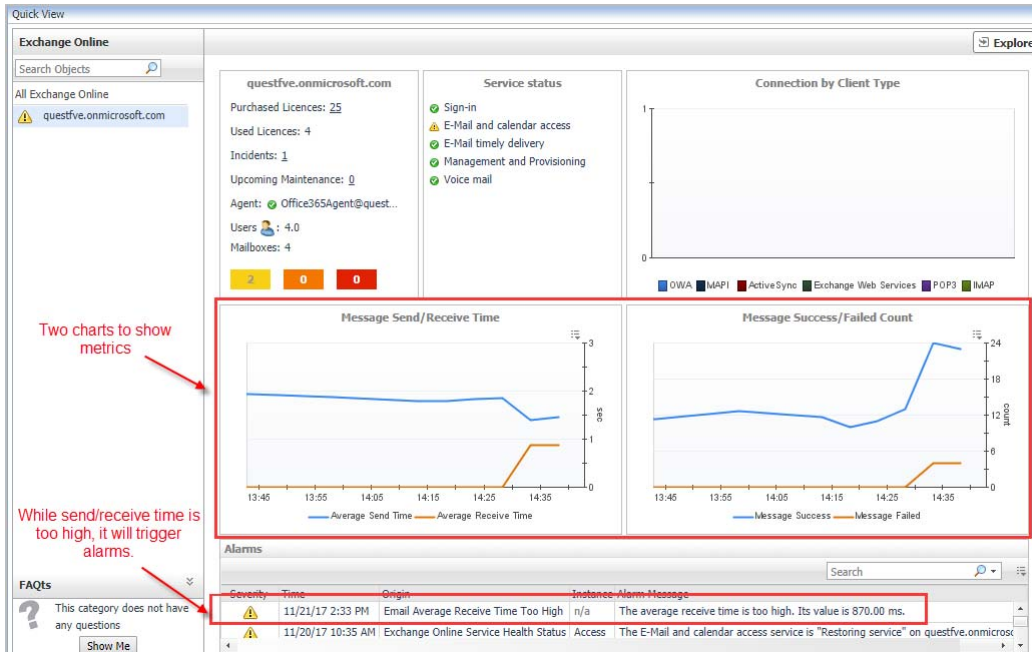 Quick View
Exchange Online
Explore
Search Objects
All Exchange Online
questfve.onmicrosoft.com
questfve.onmicrosoft.com
Purchased Licences: 25
Used Licences: 4
Incidents: 1
Upcoming Maintenance: 0
Agent: Office365Agent@quest...
Users : 4.0
Mailboxes: 4
2 0 0
Service status
Sign-in
E-Mail and calendar access
E-Mail timely delivery
Management and Provisioning
Voice mail
Connection by Client Type
1
0
OWA MAPI ActiveSync Exchange Web Services POP3 IMAP
Two charts to show
metrics
Message Send/Receive Time
3
2
1
0
sec
13:45 13:55 14:05 14:15 14:25 14:35
Average Send Time Average Receive Time
Message Success/Failed Count
24
18
12
6
0
count
13:45 13:55 14:05 14:15 14:25 14:35
Message Success Message Failed
While send/receive time is
too high, it will trigger
alarms.
Alarms
Search
Severity Time Origin Instance Alarm Message
11/21/17 2:33 PM Email Average Receive Time Too High n/a The average receive time is too high. Its value is 870.00 ms.
11/20/17 10:35 AM Exchange Online Service Health Status Access The E-Mail and calendar access service is "Restoring service" on questfve.onmicrosc
FAQts
This category does not have
any questions
Show Me